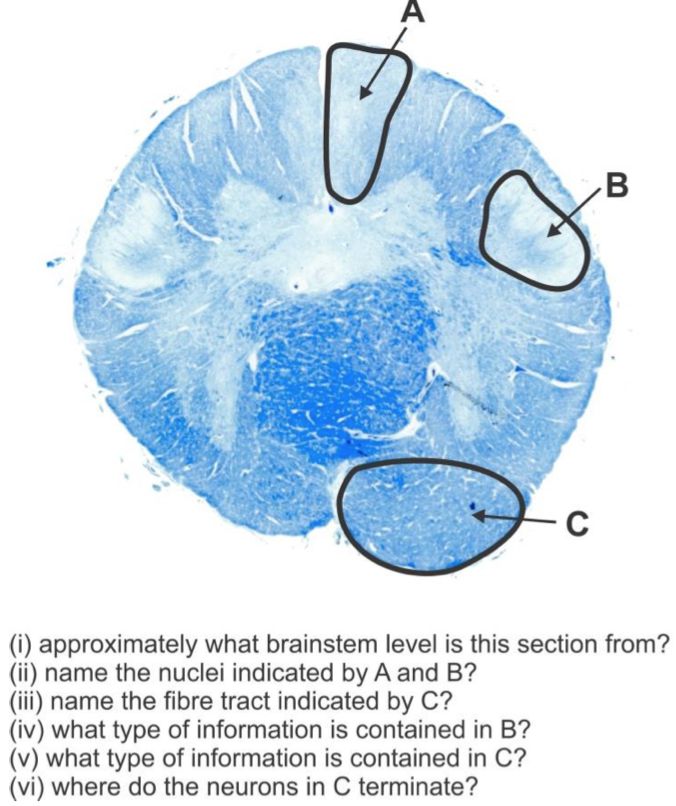 A
B
C
(i) approximately what brainstem level is this section from?
(ii) name the nuclei indicated by A and B?
(iii) name the fibre tract indicated by C?
(iv) what type of information is contained in B?
(v) what type of information is contained in C?
(vi) where do the neurons in C terminate?